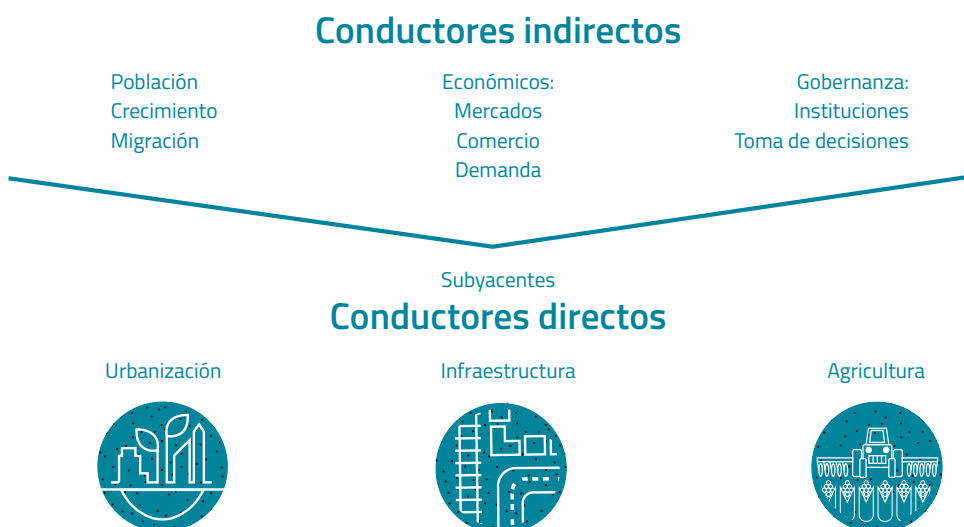 Conductores indirectos
Población
Crecimiento
Migración
Económicos:
Mercados
Comercio
Demanda
Gobernanza:
Instituciones
Toma de decisiones
Subyacentes
Conductores directos
Urbanización
Infraestructura
Agricultura